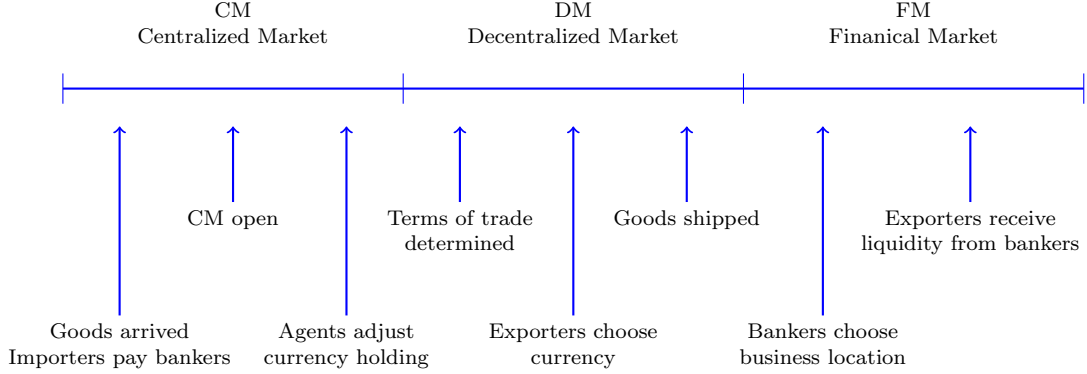 CM
Centralized Market
DM
Decentralized Market
FM
Finanical Market
CM open
Terms of trade
determined
Goods shipped
Exporters receive
liquidity from bankers
Goods arrived
Importers pay bankers
Agents adjust
currency holding
Exporters choose
currency
Bankers choose
business location